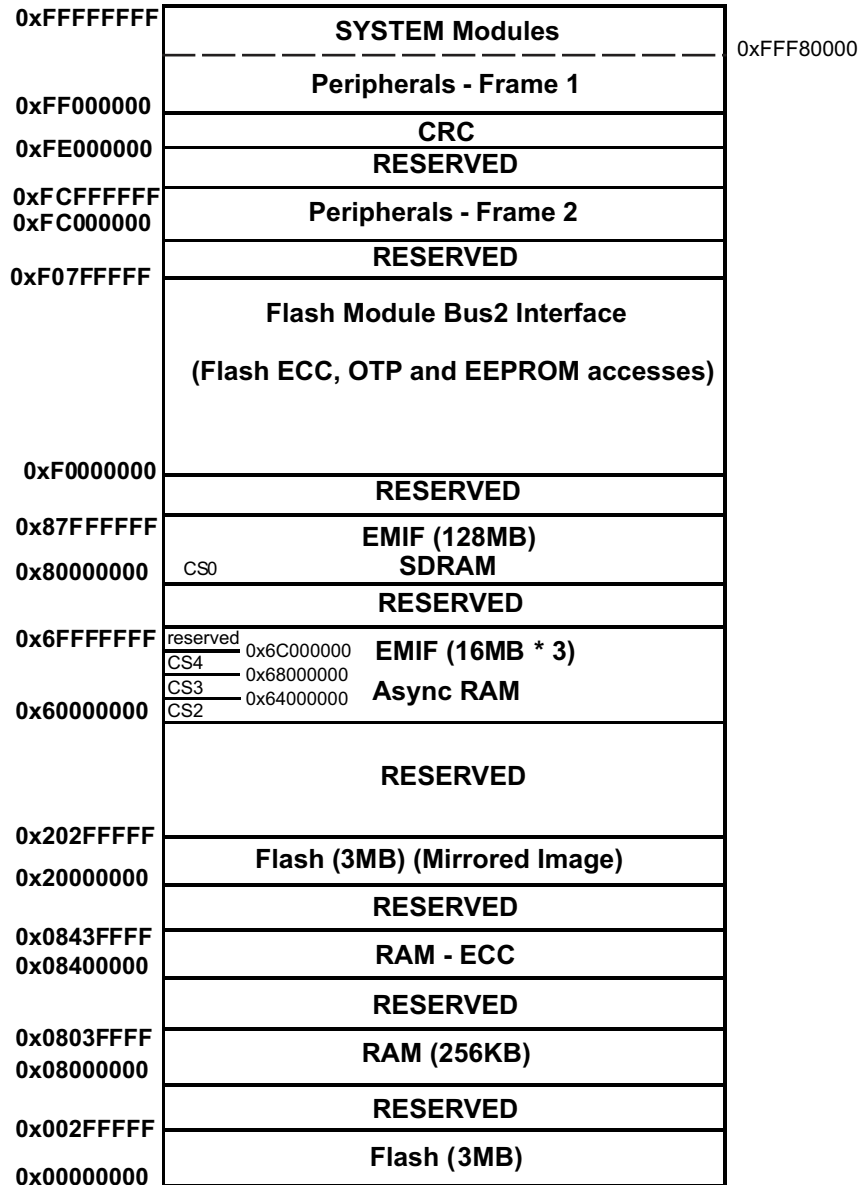 0xFFFFFFFF
SYSTEM Modules
0xFFF80000
Peripherals - Frame 1
0xFF000000
CRC
0xFE000000
RESERVED
0xFCFFFFFF
Peripherals - Frame 2
0xFC000000
RESERVED
0xF07FFFFF
Flash Module Bus2 Interface
(Flash ECC, OTP and EEPROM accesses)
0xF0000000
RESERVED
0x87FFFFFF
EMIF (128MB)
0x80000000
CS0
SDRAM
RESERVED
0x6FFFFFFF
reserved
0x6C000000
EMIF (16MB * 3)
CS4
0x68000000
CS3
0x64000000
Async RAM
0x60000000
CS2
RESERVED
0x202FFFFF
Flash (3MB) (Mirrored Image)
0x20000000
RESERVED
0x0843FFFF
RAM - ECC
0x08400000
RESERVED
0x0803FFFF
RAM (256KB)
0x08000000
RESERVED
0x002FFFFF
Flash (3MB)
0x00000000